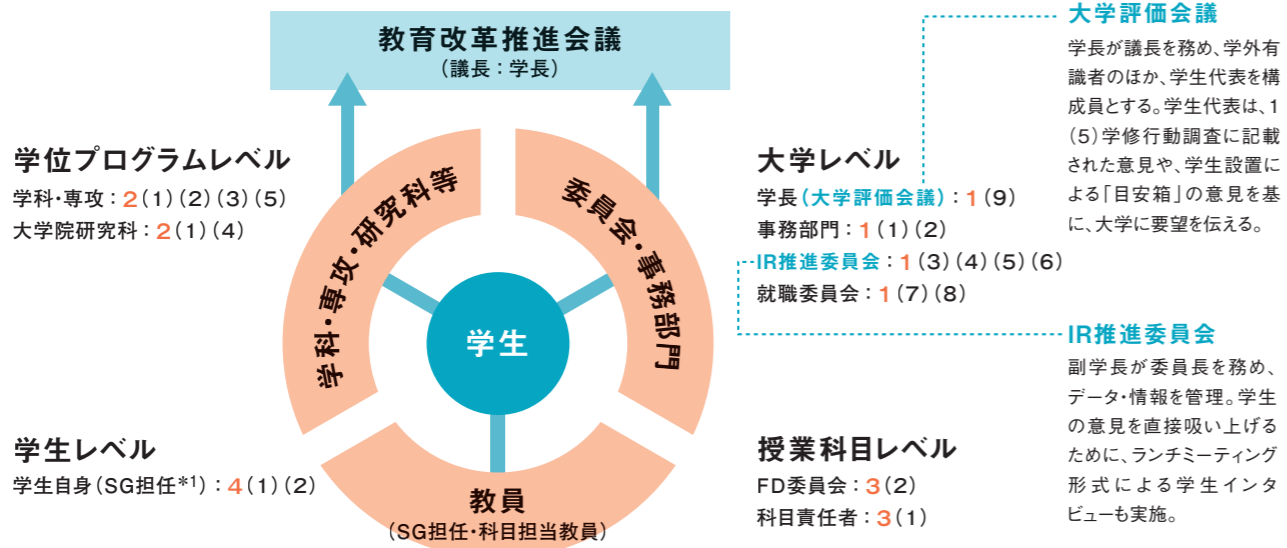 教育改革推進会議
(議長：学長)
学位プログラムレベル
学科・専攻：2(1)(2)(3)(5)
大学院研究科：2(1)(4)
学科・専攻・研究科等
委員会・事務部門
学生
学生レベル
学生自身(SG担任*1)：4(1)(2)
教員
(SG担任・科目担当教員)
大学レベル
学長(大学評価会議)：1(9)
事務部門：1(1)(2)
IR推進委員会：1(3)(4)(5)(6)
就職委員会：1(7)(8)
授業科目レベル
FD委員会：3(2)
科目責任者：3(1)
大学評価会議
学長が議長を務め、学外有
識者のほか、学生代表を構
成員とする。学生代表は、1
(5)学修行動調査に記載
された意見や、学生設置に
よる「目安箱」の意見を基
に、大学に要望を伝える。
IR推進委員会
副学長が委員長を務め、
データ・情報を管理。学生
の意見を直接吸い上げる
ために、ランチミーティング
形式による学生インタ
ビューも実施。